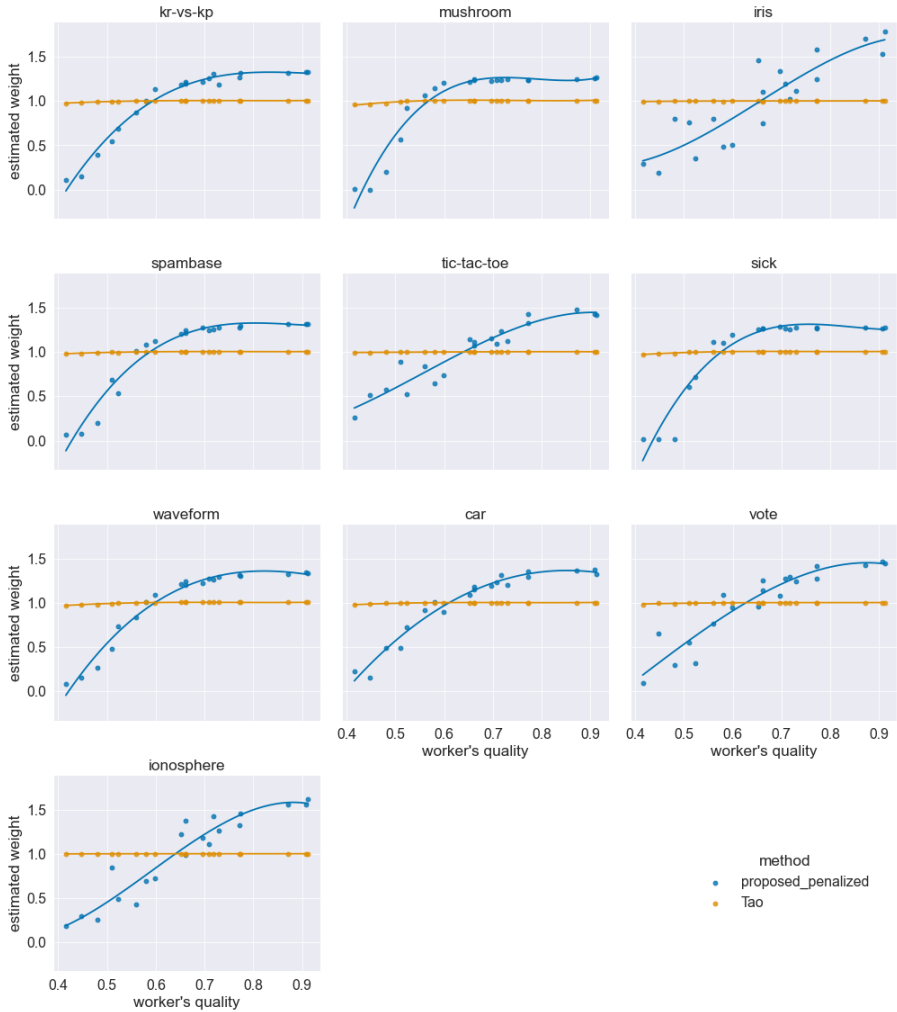 kr-vs-kp
mushroom
iris
estimated weight
1.5
1.0
0.5
0.0
spambase
tic-tac-toe
sick
estimated weight
1.5
1.0
0.5
0.0
waveform
car
vote
estimated weight
1.5
1.0
0.5
0.0
0.4 0.5 0.6 0.7 0.8 0.9
worker's quality
0.4 0.5 0.6 0.7 0.8 0.9
worker's quality
ionosphere
estimated weight
1.5
1.0
0.5
0.0
0.4 0.5 0.6 0.7 0.8 0.9
worker's quality
method
proposed_penalized
Tao